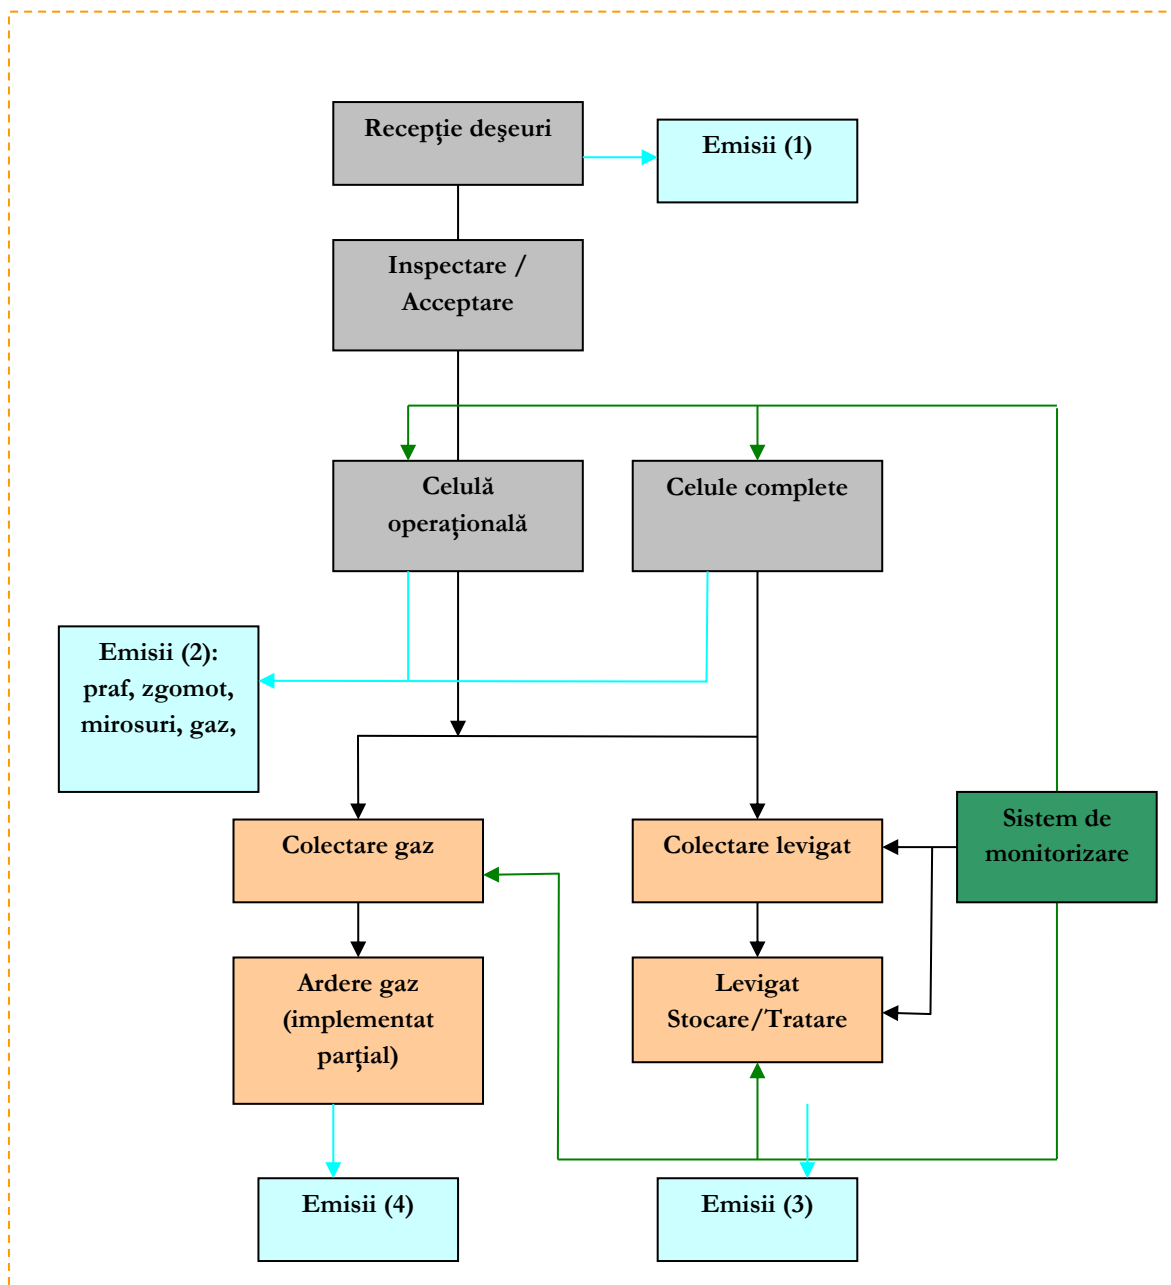 Recepţie deşeuri
Emisii (1)
Inspectare /
Acceptare
Celulă
operaţională
Celule complete
Emisii (2):
praf, zgomot,
mirosuri, gaz,
Colectare gaz
Colectare levigat
Sistem de
monitorizare
Ardere gaz
(implementat
parţial)
Levigat
Stocare/Tratare
Emisii (4)
Emisii (3)